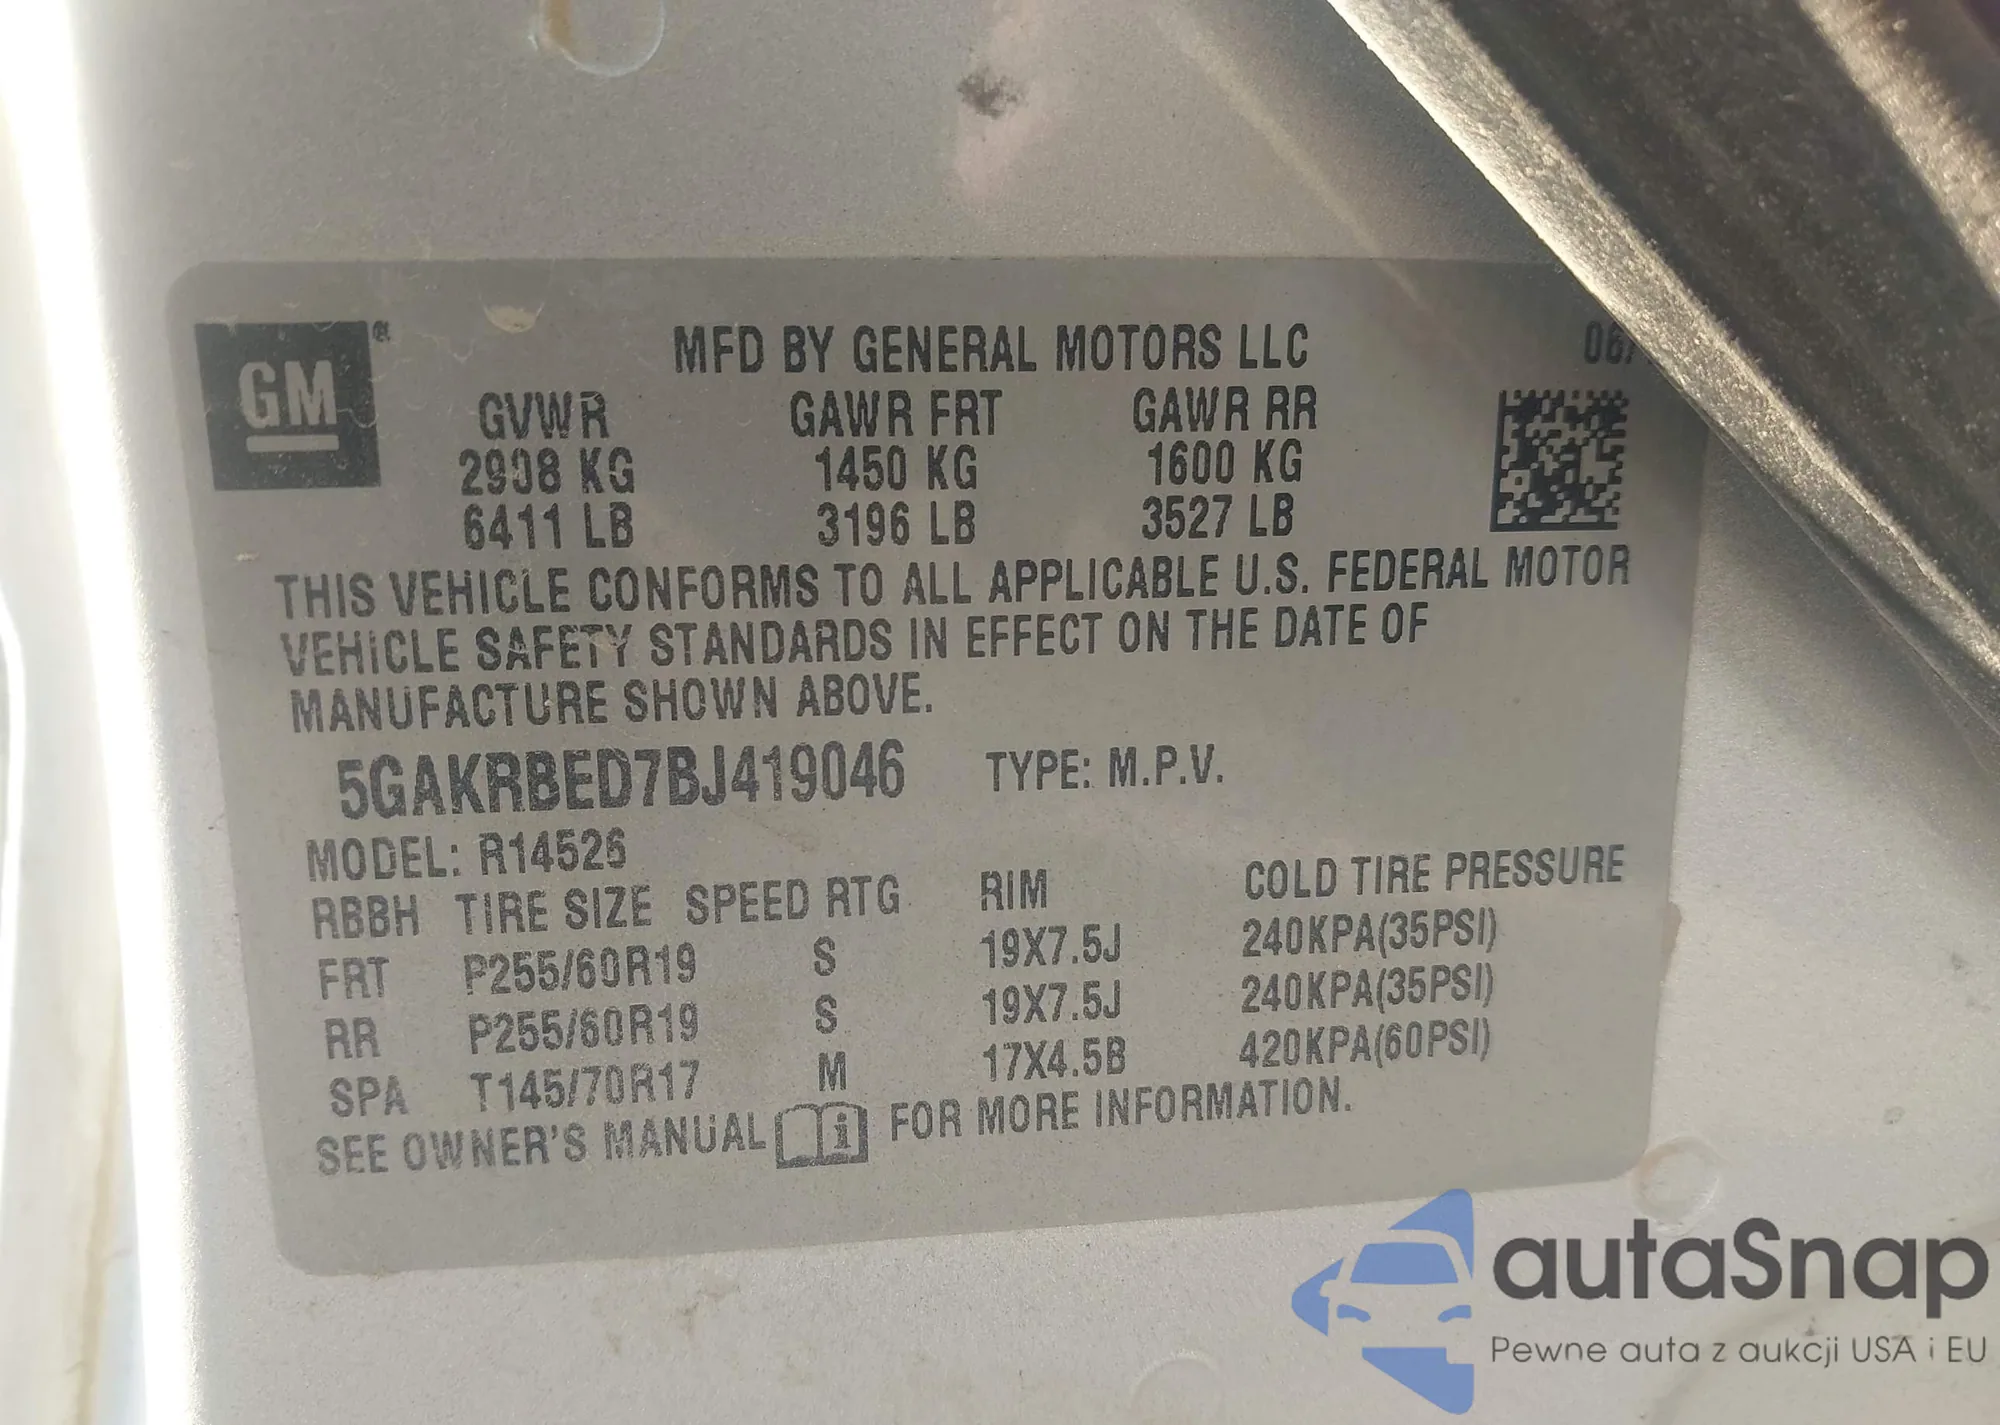 GM
MFD BY GENERAL MOTORS LLC 06/
GVWR GAWR FRT GAWR RR
2908 KG 1450 KG 1600 KG
6411 LB 3196 LB 3527 LB
THIS VEHICLE CONFORMS TO ALL APPLICABLE U.S. FEDERAL MOTOR
VEHICLE SAFETY STANDARDS IN EFFECT ON THE DATE OF
MANUFACTURE SHOWN ABOVE.
5GAKRBED7BJ419046 TYPE: M.P.V.
MODEL: R14526
RBBH TIRE SIZE SPEED RTG RIM COLD TIRE PRESSURE
FRT P255/60R19 S 19X7.5J 240KPA(35PSI)
RR P255/60R19 S 19X7.5J 240KPA(35PSI)
SPA T145/70R17 M 17X4.5B 420KPA(60PSI)
SEE OWNER'S MANUAL i FOR MORE INFORMATION.
autaSnap
Pewne auta z aukcji USA i EU